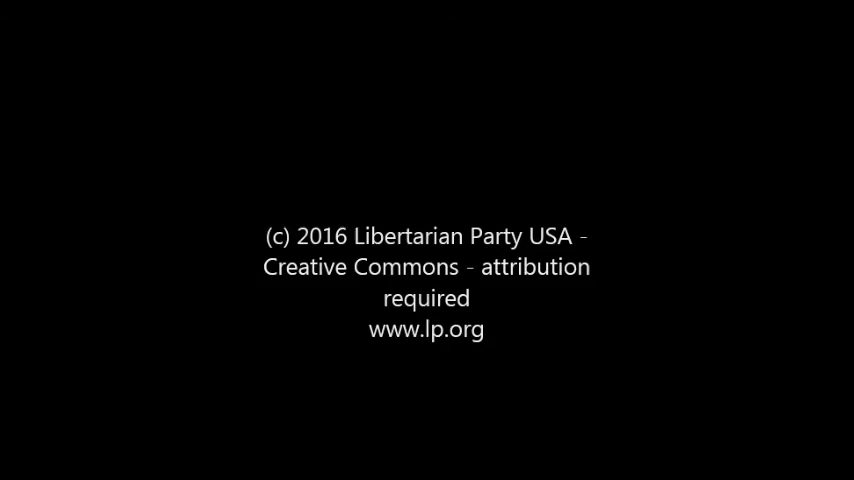 (c) 2016 Libertarian Party USA -
Creative Commons - attribution
required
www.lp.org